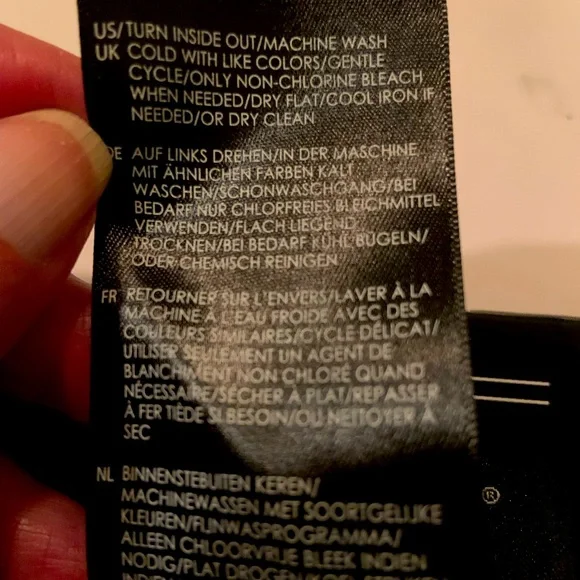 US/TURN INSIDE OUT/MACHINE WASH
UK COLD WITH LIKE COLORS/GENTLE
CYCLE/ONLY NON-CHLORINE BLEACH
WHEN NEEDED/DRY FLAT/COOL IRON IF
NEEDED/OR DRY CLEAN
DE AUF LINKS DREHEN/IN DER MASCHINE
MIT ÄHNLICHEN FARBEN KALT
WASCHEN/SCHONWASCHGANG/BEI
BEDARF NUR CHLORFREIES BLEICHMITTEL
VERWENDEN/FLACH LIEGEND
TROCKNEN/BEI BEDARF KÜHL BÜGELN/
ODER CHEMISCH REINIGEN
FR RETOURNER SUR L'ENVERS/LAVER À LA
MACHINE À L'EAU FROIDE AVEC DES
COULEURS SIMILAIRES/CYCLE DÉLICAT/
UTILISER SEULEMENT UN AGENT DE
BLANCHIMENT NON CHLORÉ QUAND
NÉCESSAIRE/SÉCHER À PLAT/REPASSER
À FER TIÈDE SI BESOIN/OU NETTOYER À
SEC
NL BINNENSTEBUITEN KEREN/
MACHINEWASSEN MET SOORTGELIJKE
KLEUREN/FIJNWASPROGRAMMA/
ALLEEN CHLOORVRIJE BLEEK INDIEN
NODIG/PLAT DROGEN/
®